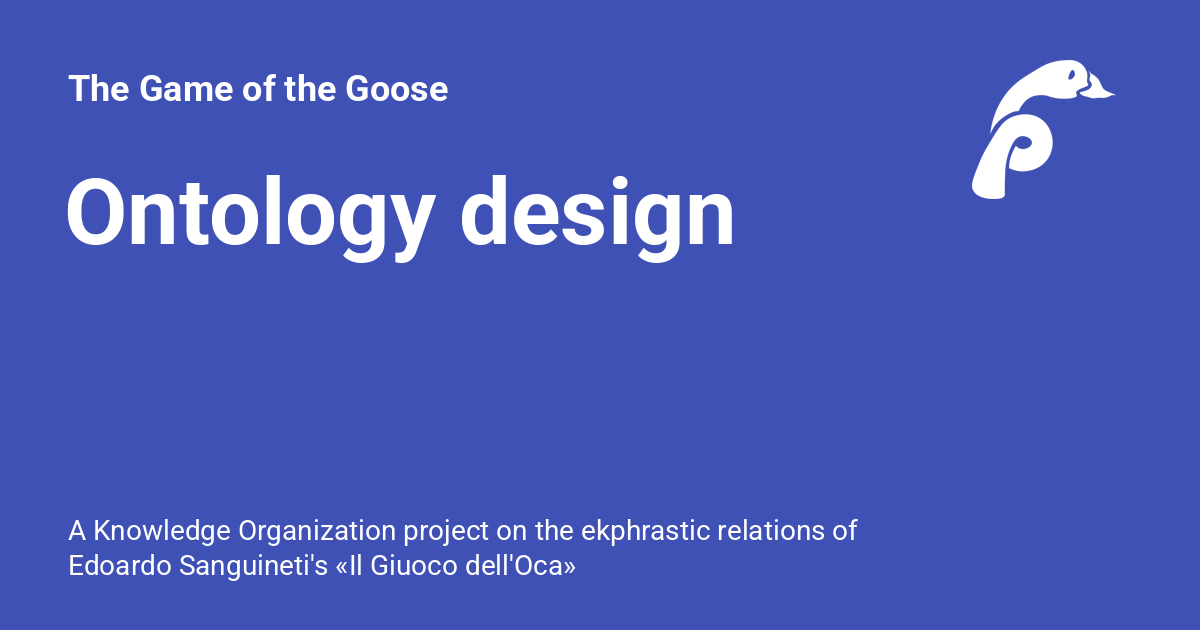 The Game of the Goose
Ontology design
A Knowledge Organization project on the ekphrastic relations of
Edoardo Sanguineti's «Il Giuoco dell'Oca»